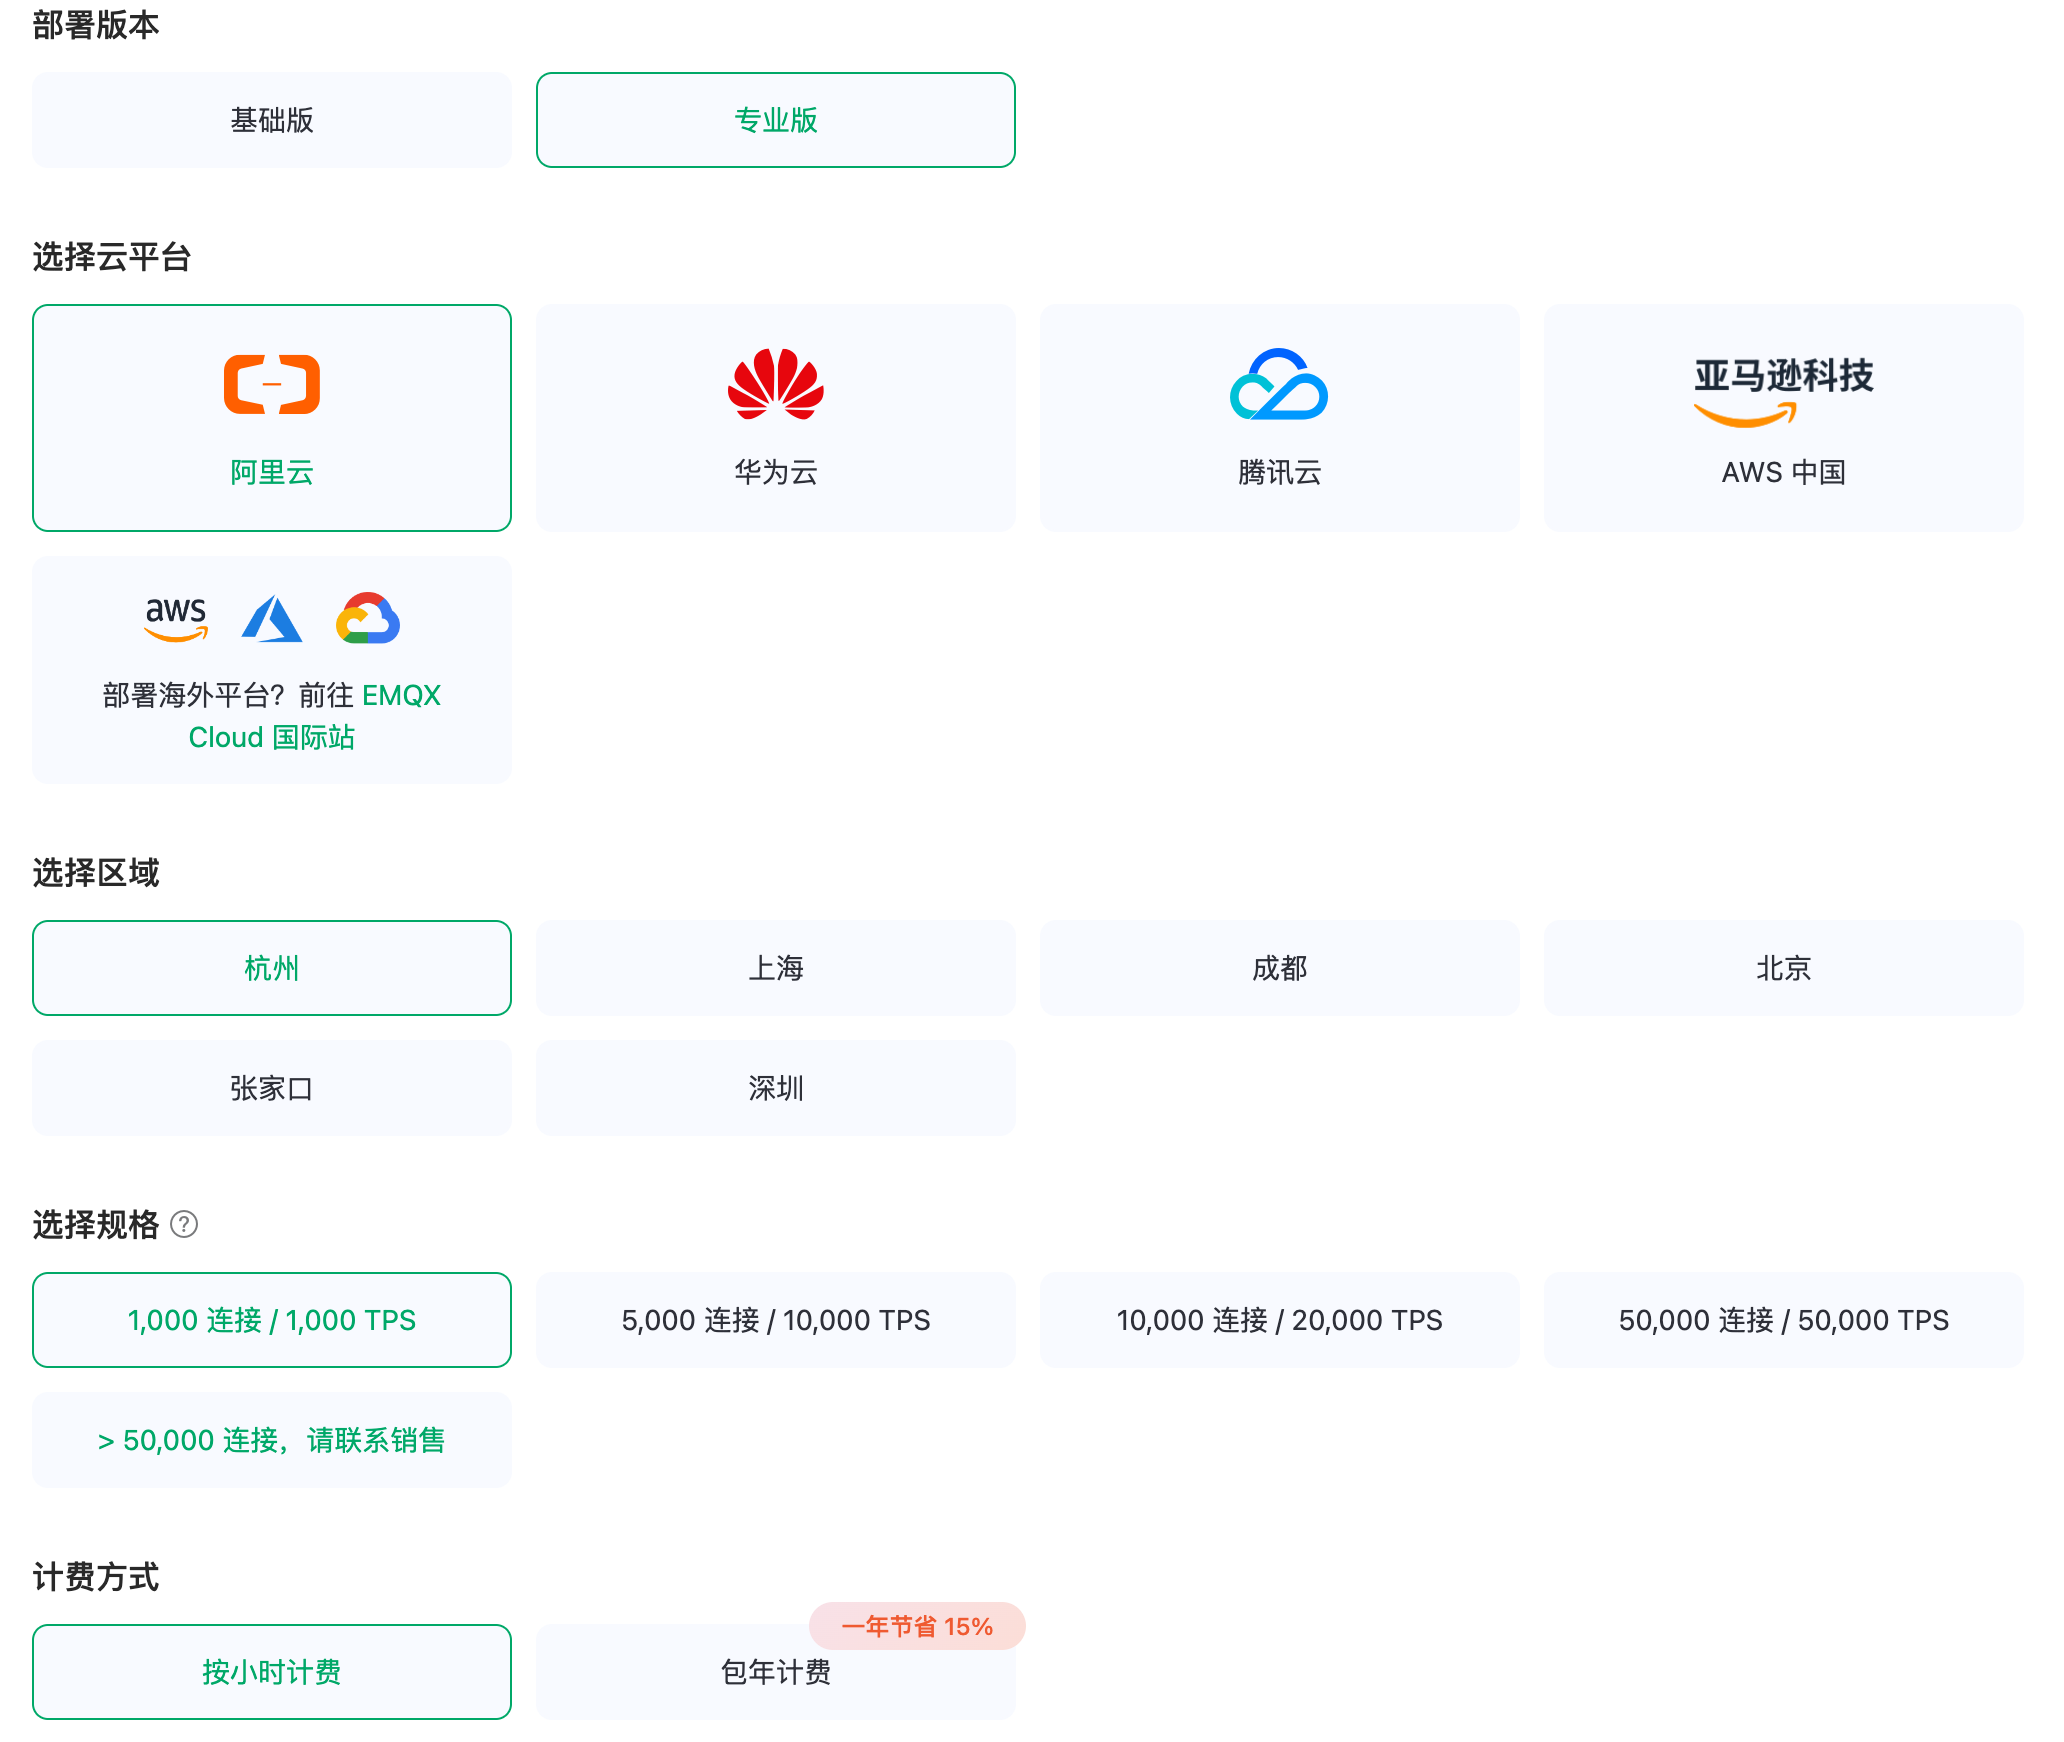 部署版本
基础版
专业版
选择云平台
阿里云
华为云
腾讯云
亚马逊科技
AWS 中国
aws
部署海外平台？前往 EMQX
Cloud 国际站
选择区域
杭州
上海
成都
北京
张家口
深圳
选择规格 ?
1,000 连接 / 1,000 TPS
5,000 连接 / 10,000 TPS
10,000 连接 / 20,000 TPS
50,000 连接 / 50,000 TPS
> 50,000 连接，请联系销售
计费方式
按小时计费
一年节省 15%
包年计费